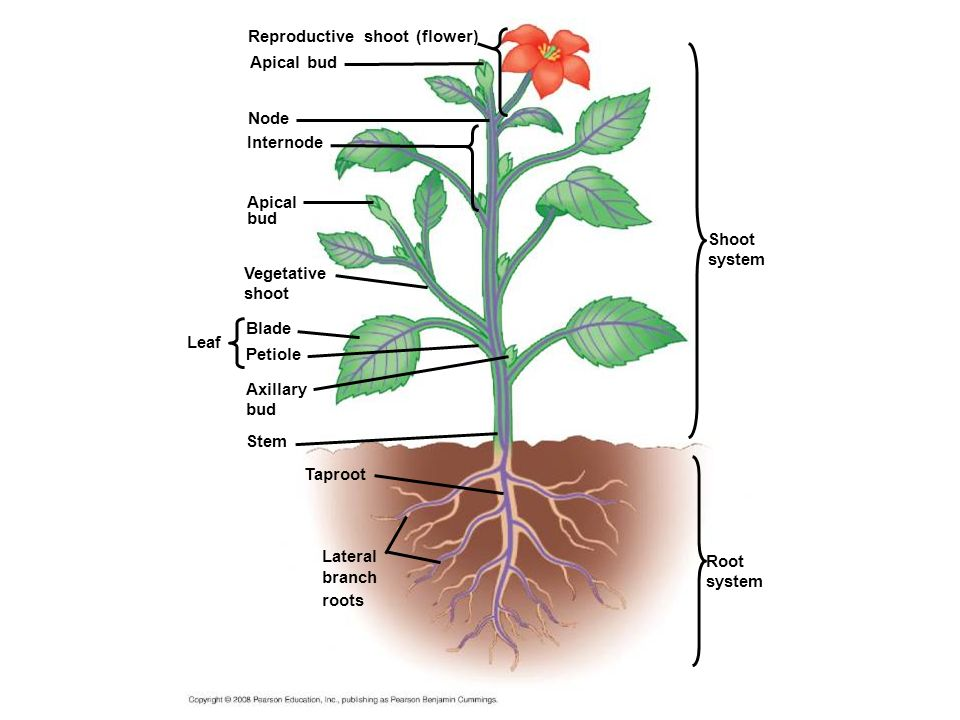 Reproductive shoot (flower)
Apical bud
Node
Internode
Apical
bud
Shoot
system
Vegetative
shoot
Blade
Leaf
Petiole
Axillary
bud
Stem
Taproot
Lateral
branch
roots
Root
system
Copyright © 2008 Pearson Education, Inc., publishing as Pearson Benjamin Cummings.